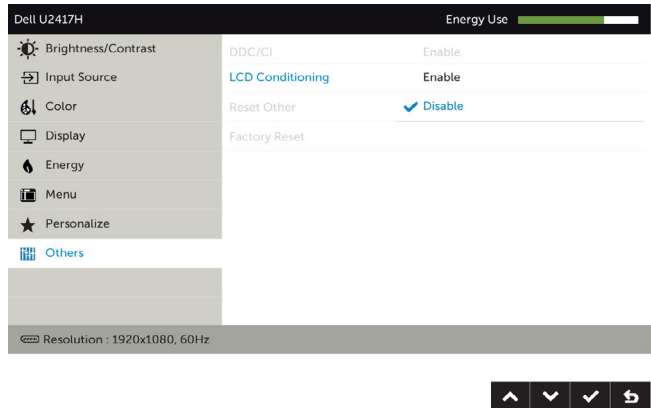 Dell U2417H Energy Use
Brightness/Contrast DDC/CI Enable
Input Source LCD Conditioning Enable
Color Reset Other Disable
Display Factory Reset
Energy
Menu
Personalize
Others
Resolution : 1920x1080, 60Hz